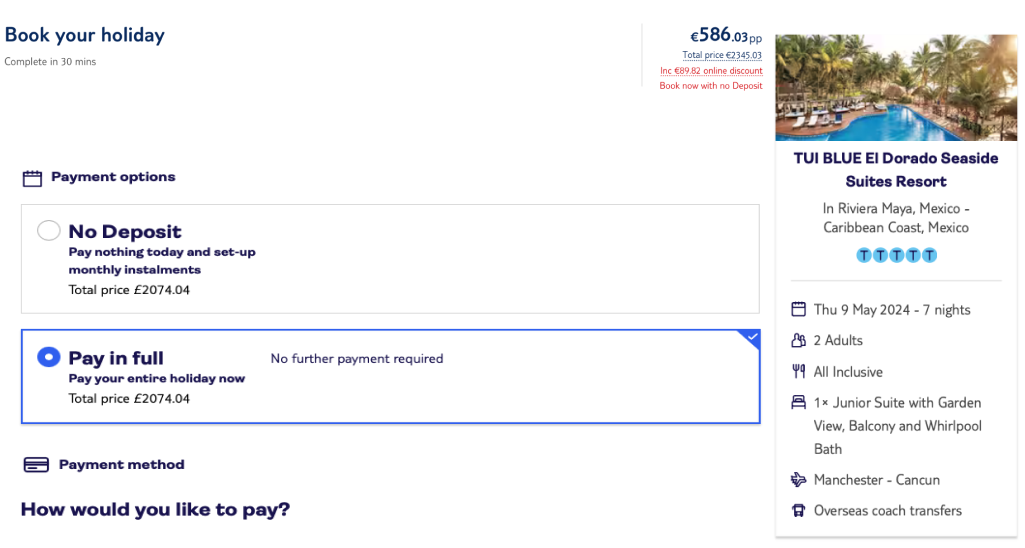 Book your holiday
Complete in 30 mins
€586.03pp
Total price €2345.03
Inc €89.82 online discount
Book now with no Deposit
Payment options
No Deposit
Pay nothing today and set-up
monthly instalments
Total price £2074.04
Pay in full
No further payment required
Pay your entire holiday now
Total price £2074.04
Payment method
How would you like to pay?
TUI BLUE El Dorado Seaside
Suites Resort
In Riviera Maya, Mexico -
Caribbean Coast, Mexico
T T T T T
Thu 9 May 2024 - 7 nights
2 Adults
All Inclusive
1× Junior Suite with Garden
View, Balcony and Whirlpool
Bath
Manchester - Cancun
Overseas coach transfers